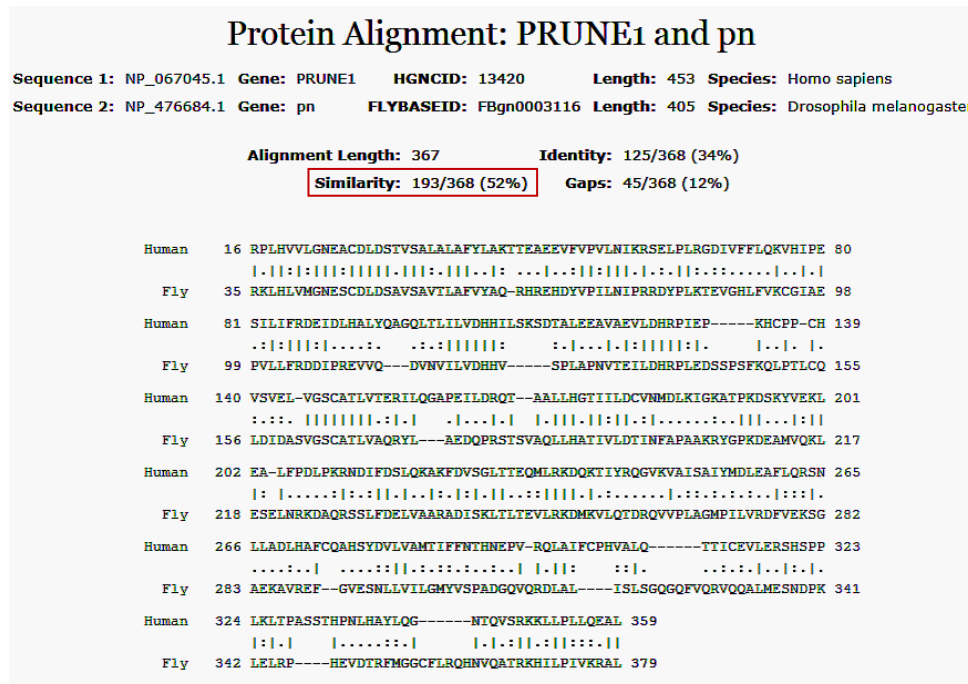 Protein Alignment: PRUNE1 and pn
Sequence 1: NP_067045.1 Gene: PRUNE1 HGNCID: 13420 Length: 453 Species: Homo sapiens
Sequence 2: NP_476684.1 Gene: pn FLYBASEID: FBgn0003116 Length: 405 Species: Drosophila melanogaste
Alignment Length: 367 Identity: 125/368 (34%)
Similarity: 193/368 (52%) Gaps: 45/368 (12%)
Human 16 RPLHVVLGNEACDLDSTVSALALAFYLAKTTEAEEVFVPVLNIKRSELPLRGDIVFFLQKVHIPE 80
|.||:|:|||:||||||.|||:.|||..|: ...|:..:||:|||.|.:||.:.:.....|..|.|
Fly 35 RKLHLVMGNESCDLDSAVSAVTLAFVYAQ-RHREHDYVPILNIPRRDYPLKTEVGHLFVKCGIAE 98
Human 81 SILIFRDEIDLHALYQAGQLTLILVDHHILSKSDTALEEAVAEVLDHRPIEP-----KHCPP-CH 139
.:|:||||:|....:. .:.:||||||: :.|..|.|:|||||:| |..|. |.
Fly 99 PVLLFRDDIPREVVQ---DVNVILVDHHV-----SPLAPNVTEILDHRPLEDSSPSFKQLPTLCQ 155
Human 140 VSVEL-VGSCATLVTERILQGAPEILDRQT--AALLHGTIILDCVNMDLKIGKATPKDSKYVEKL 201
:.::. ||||||||.:.|.| .|:.|. .||.||.||:||.:|.......||...|:||
Fly 156 LDIDASVGSCATLVAQRYL---AEDQPRSTSVAQLLHATIVLDTINFAPAAKRYGPKDEAMVQKL 217
Human 202 EA-LFPDLPKRNDIFDSLQKAKFDVSGLTTEQMLRKDQKTIYRQGVKVAISAIYMDLEAFLQRSN 265
|: |.....:..:|||.|..|:.|:|.||.|:||||.|.:.....:.:.:.:.|..|:::|.
Fly 218 ESELNRKDAQRSSLFDELVAARADISKLTLTEVLRKDMKVLQTDRQVVPLAGMPILVRDFVEKSG 282
Human 266 LLADLHAFCQAHSYDVLVAMTIFFNTHNEPV-RQLAIFCPHVALQ------TTICEVLERSHSPP 323
....:..| ....::||.:.:..:..:..| |.||: ::|. ..:.:.|..|..|
Fly 283 AEKAVREF--GVESNLLVILGMYVSPADGQVQRDLAL----ISLSGQGQFVQRVQQALMESNDPK 341
Human 324 LKLTPASSTHPNLHAYLQG------NTQVSRKKLLPLLQEAL 359
|:|.| |.....::.| |.|.:||:.|||:.:||
Fly 342 LELRP----HEVDTRFMGGCFLRQHNVQATRKHILPIVKRAL 379